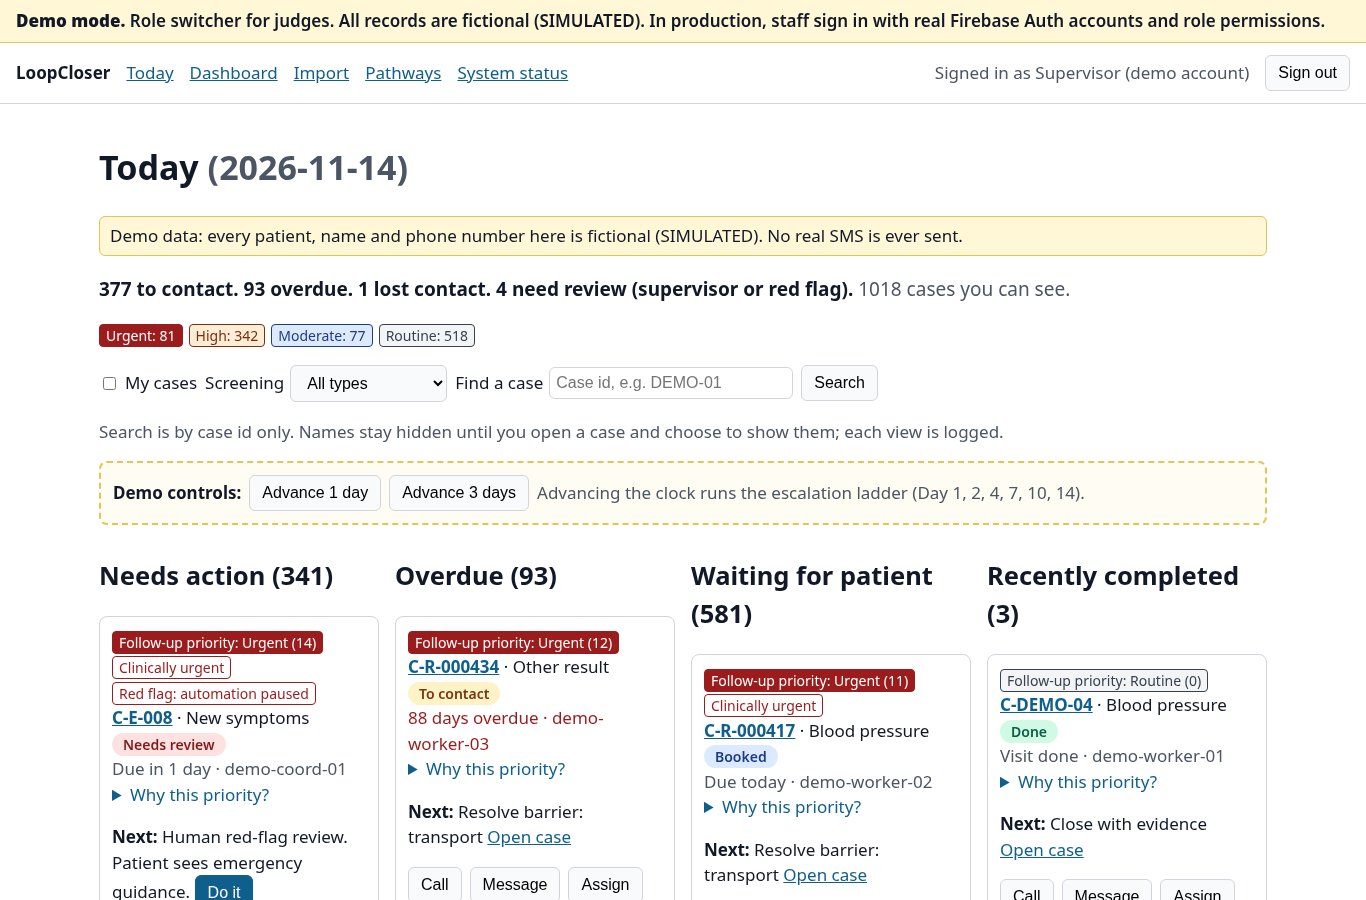 Demo mode. Role switcher for judges. All records are fictional (SIMULATED). In production, staff sign in with real Firebase Auth accounts and role permissions.
LoopCloser Today Dashboard Import Pathways System status Signed in as Supervisor (demo account) Sign out
Today (2026-11-14)
Demo data: every patient, name and phone number here is fictional (SIMULATED). No real SMS is ever sent.
377 to contact. 93 overdue. 1 lost contact. 4 need review (supervisor or red flag). 1018 cases you can see.
Urgent: 81 High: 342 Moderate: 77 Routine: 518
My cases Screening All types Find a case Case id, e.g. DEMO-01 Search
Search is by case id only. Names stay hidden until you open a case and choose to show them; each view is logged.
Demo controls: Advance 1 day Advance 3 days Advancing the clock runs the escalation ladder (Day 1, 2, 4, 7, 10, 14).
Needs action (341)
Follow-up priority: Urgent (14)
Clinically urgent
Red flag: automation paused
C-E-008 · New symptoms
Needs review
Due in 1 day · demo-coord-01
Why this priority?
Next: Human red-flag review.
Patient sees emergency
guidance. Do it
Overdue (93)
Follow-up priority: Urgent (12)
C-R-000434 · Other result
To contact
88 days overdue · demo-
worker-03
Why this priority?
Next: Resolve barrier:
transport Open case
Call Message Assign
Waiting for patient
(581)
Follow-up priority: Urgent (11)
Clinically urgent
C-R-000417 · Blood pressure
Booked
Due today · demo-worker-02
Why this priority?
Next: Resolve barrier:
transport Open case
Recently completed
(3)
Follow-up priority: Routine (0)
C-DEMO-04 · Blood pressure
Done
Visit done · demo-worker-01
Why this priority?
Next: Close with evidence
Open case
Call Message Assign